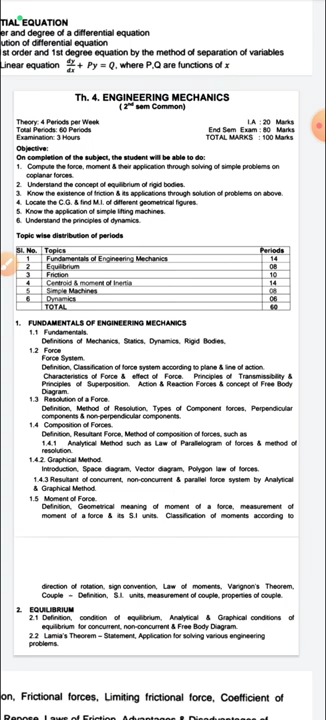 TIAL EQUATION
er and degree of a differential equation
ution of differential equation
st order and 1st degree equation by the method of separation of variables
Linear equation dy/dx + Py = Q, where P,Q are functions of x
Th. 4. ENGINEERING MECHANICS
( 2nd sem Common)
Theory: 4 Periods per Week I.A : 20 Marks
Total Periods: 60 Periods End Sem Exam : 80 Marks
Examination: 3 Hours TOTAL MARKS : 100 Marks
Objective:
On completion of the subject, the student will be able to do:
1. Compute the force, moment & their application through solving of simple problems on
coplanar forces.
2. Understand the concept of equilibrium of rigid bodies.
3. Know the existence of friction & its applications through solution of problems on above.
4. Locate the C.G. & find M.I. of different geometrical figures.
5. Know the application of simple lifting machines.
6. Understand the principles of dynamics.
Topic wise distribution of periods
Sl. No. Topics Periods
1 Fundamentals of Engineering Mechanics 14
2 Equilibrium 08
3 Friction 10
4 Centroid & moment of Inertia 14
5 Simple Machines 08
6 Dynamics 06
TOTAL 60
1. FUNDAMENTALS OF ENGINEERING MECHANICS
1.1 Fundamentals.
Definitions of Mechanics, Statics, Dynamics, Rigid Bodies,
1.2 Force
Force System.
Definition, Classification of force system according to plane & line of action.
Characteristics of Force & effect of Force. Principles of Transmissibility &
Principles of Superposition. Action & Reaction Forces & concept of Free Body
Diagram.
1.3 Resolution of a Force.
Definition, Method of Resolution, Types of Component forces, Perpendicular
components & non-perpendicular components.
1.4 Composition of Forces.
Definition, Resultant Force, Method of composition of forces, such as
1.4.1 Analytical Method such as Law of Parallelogram of forces & method of
resolution.
1.4.2. Graphical Method.
Introduction, Space diagram, Vector diagram, Polygon law of forces.
1.4.3 Resultant of concurrent, non-concurrent & parallel force system by Analytical
& Graphical Method.
1.5 Moment of Force.
Definition, Geometrical meaning of moment of a force, measurement of
moment of a force & its S.I units. Classification of moments according to
direction of rotation, sign convention, Law of moments, Varignon's Theorem,
Couple – Definition, S.I. units, measurement of couple, properties of couple.
2. EQUILIBRIUM
2.1 Definition, condition of equilibrium, Analytical & Graphical conditions of
equilibrium for concurrent, non-concurrent & Free Body Diagram.
2.2 Lamia's Theorem – Statement, Application for solving various engineering
problems.
on, Frictional forces, Limiting frictional force, Coefficient of
Repose, Laws of Friction, Advantages & Disadvantages of